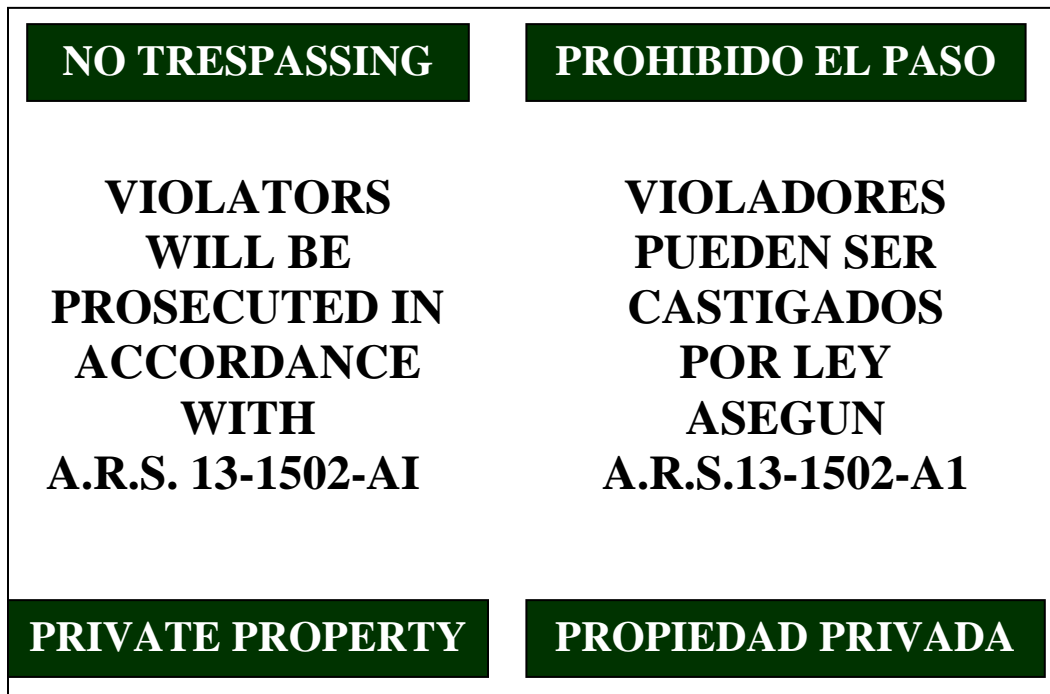 NO TRESPASSING
VIOLATORS
WILL BE
PROSECUTED IN
ACCORDANCE
WITH
A.R.S. 13-1502-AI
PRIVATE PROPERTY
PROHIBIDO EL PASO
VIOLADORES
PUEDEN SER
CASTIGADOS
POR LEY
ASEGUN
A.R.S.13-1502-A1
PROPIEDAD PRIVADA